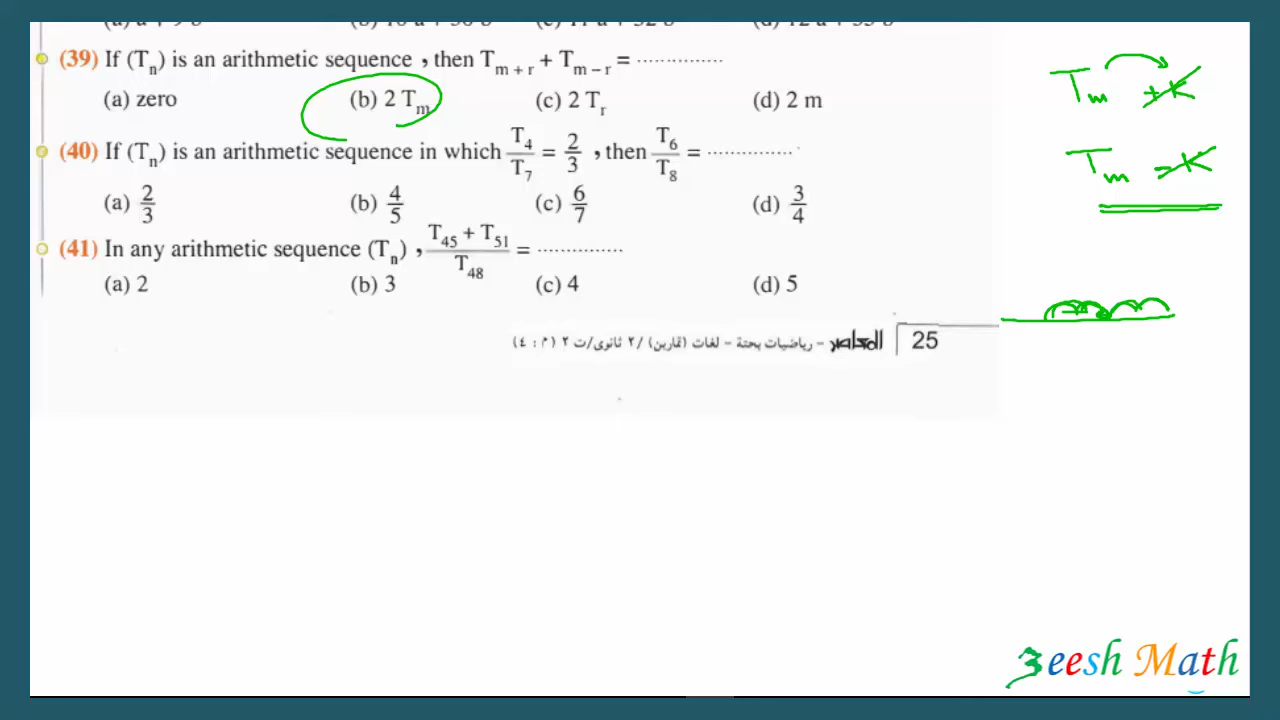 (39) If (Tn) is an arithmetic sequence , then Tm + r + Tm – r = ...............
(a) zero (b) 2 Tm (c) 2 Tr (d) 2 m
(40) If (Tn) is an arithmetic sequence in which T4/T7 = 2/3 , then T6/T8 = ...............
(a) 2/3 (b) 4/5 (c) 6/7 (d) 3/4
(41) In any arithmetic sequence (Tn) , T45 + T51/T48 = ...............
(a) 2 (b) 3 (c) 4 (d) 5
المعاصر - رياضيات بحتة - لغات (تمارين) /٢ ثانوى/ت ٢ (م : ٤) 25
Tm + K
Tm – K
Zeesh Math